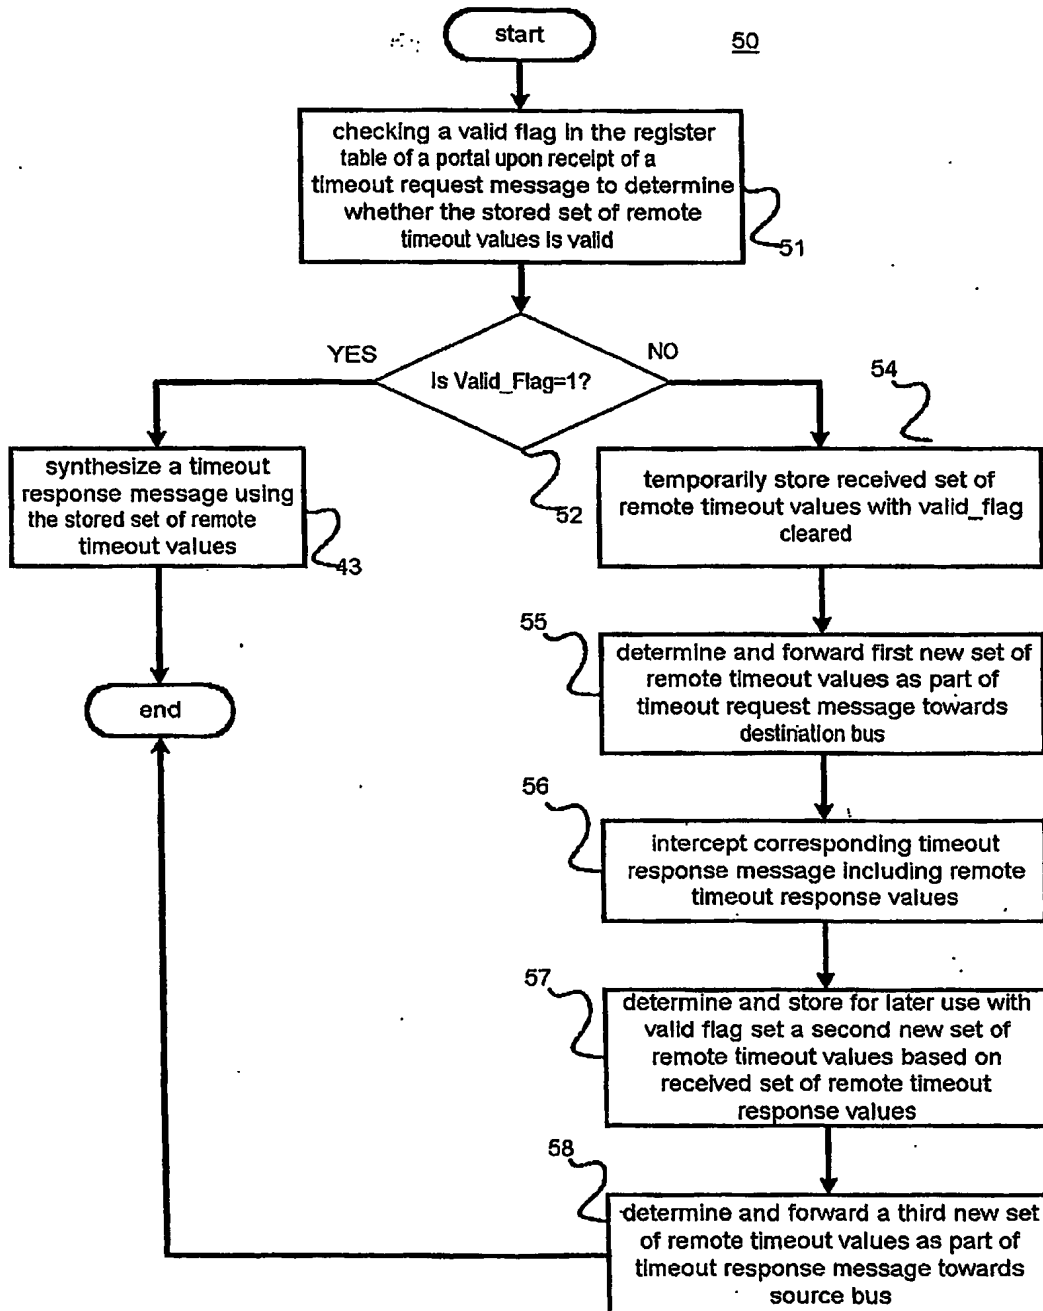 start
50
checking a valid flag in the register
table of a portal upon receipt of a
timeout request message to determine
whether the stored set of remote
timeout values is valid
51
YES
NO
Is Valid_Flag=1?
52
54
synthesize a timeout
response message using
the stored set of remote
timeout values
43
temporarily store received set of
remote timeout values with valid_flag
cleared
55
determine and forward first new set of
remote timeout values as part of
timeout request message towards
destination bus
end
56
intercept corresponding timeout
response message including remote
timeout response values
57
determine and store for later use with
valid flag set a second new set of
remote timeout values based on
received set of remote timeout
response values
58
determine and forward a third new set
of remote timeout values as part of
timeout response message towards
source bus